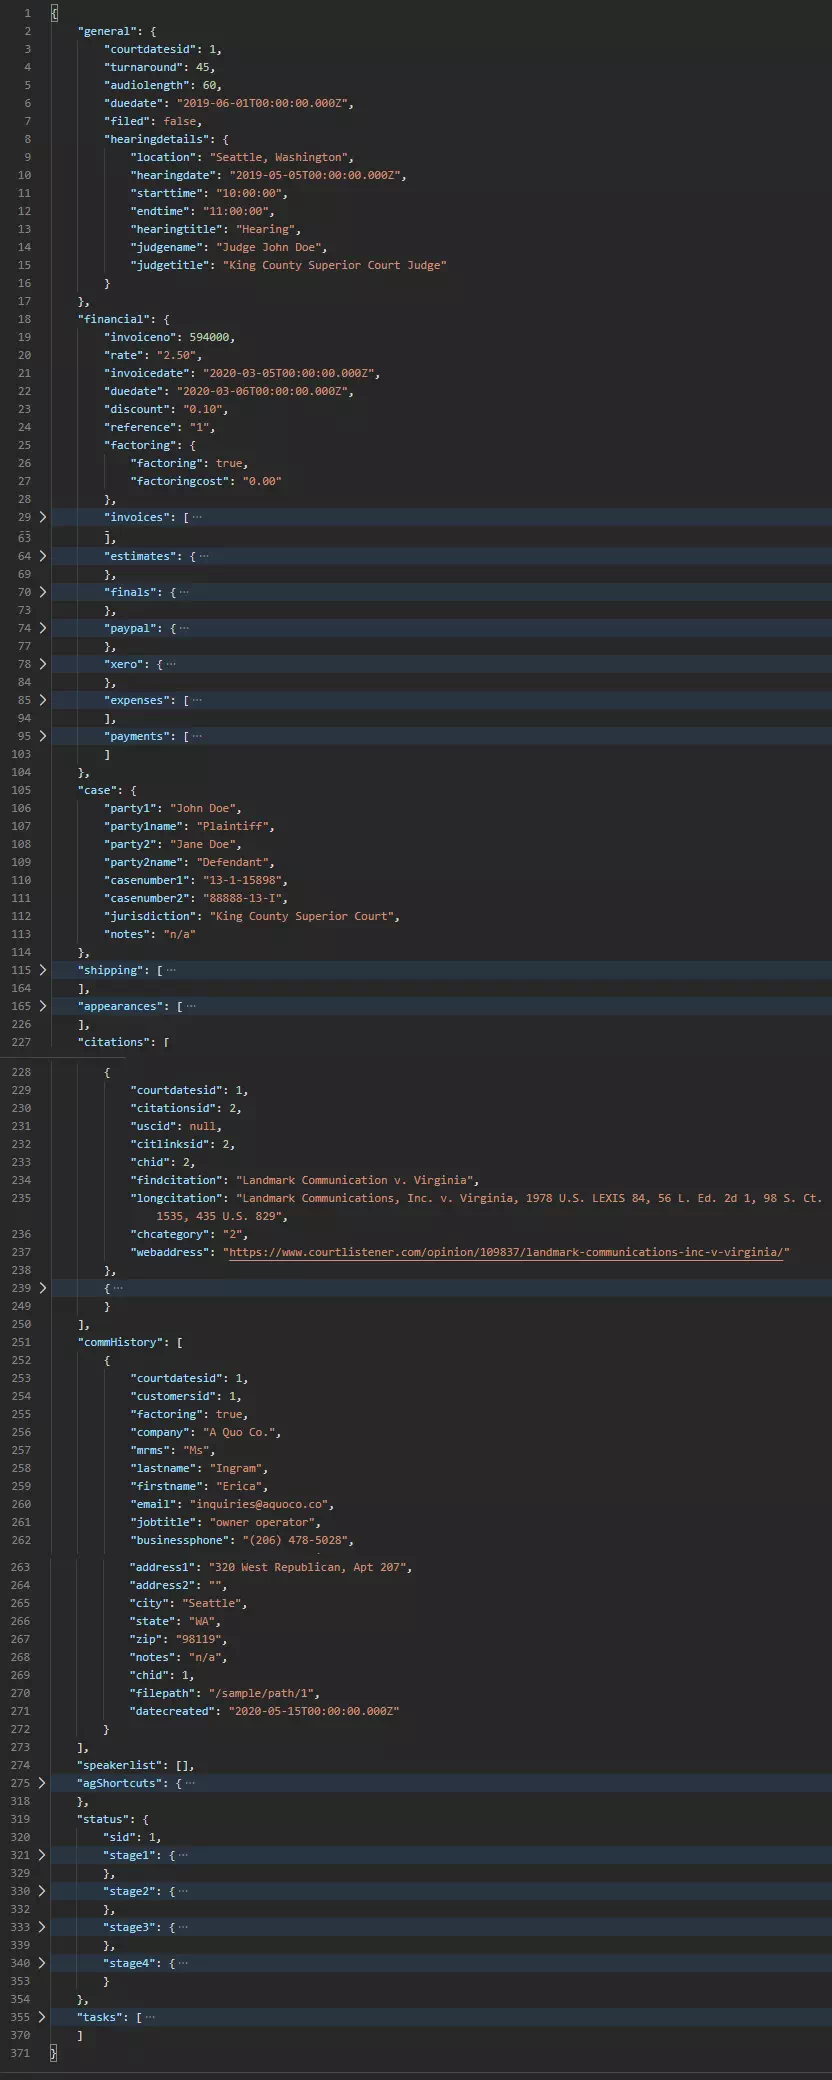 1 {
2 "general": {
3 "courtdatesid": 1,
4 "turnaround": 45,
5 "audiolength": 60,
6 "duedate": "2019-06-01T00:00:00.000Z",
7 "filed": false,
8 "hearingdetails": {
9 "location": "Seattle, Washington",
10 "hearingdate": "2019-05-05T00:00:00.000Z",
11 "starttime": "10:00:00",
12 "endtime": "11:00:00",
13 "hearingtitle": "Hearing",
14 "judgename": "Judge John Doe",
15 "judgetitle": "King County Superior Court Judge"
16 }
17 },
18 "financial": {
19 "invoiceno": 594000,
20 "rate": "2.50",
21 "invoicedate": "2020-03-05T00:00:00.000Z",
22 "duedate": "2020-03-06T00:00:00.000Z",
23 "discount": "0.10",
24 "reference": "1",
25 "factoring": {
26 "factoring": true,
27 "factoringcost": "0.00"
28 },
29 > "invoices": [ ···
63 ],
64 > "estimates": { ···
69 },
70 > "finals": { ···
73 },
74 > "paypal": { ···
77 },
78 > "xero": { ···
84 },
85 > "expenses": [ ···
94 ],
95 > "payments": [ ···
103 ]
104 },
105 "case": {
106 "party1": "John Doe",
107 "party1name": "Plaintiff",
108 "party2": "Jane Doe",
109 "party2name": "Defendant",
110 "casenumber1": "13-1-15898",
111 "casenumber2": "88888-13-I",
112 "jurisdiction": "King County Superior Court",
113 "notes": "n/a"
114 },
115 > "shipping": [ ···
164 ],
165 > "appearances": [ ···
226 ],
227 "citations": [
228 {
229 "courtdatesid": 1,
230 "citationsid": 2,
231 "uscid": null,
232 "citlinksid": 2,
233 "chid": 2,
234 "findcitation": "Landmark Communication v. Virginia",
235 "longcitation": "Landmark Communications, Inc. v. Virginia, 1978 U.S. LEXIS 84, 56 L. Ed. 2d 1, 98 S. Ct.
1535, 435 U.S. 829",
236 "chcategory": "2",
237 "webaddress": "https://www.courtlistener.com/opinion/109837/landmark-communications-inc-v-virginia/"
238 },
239 > { ···
249 }
250 ],
251 "commHistory": [
252 {
253 "courtdatesid": 1,
254 "customersid": 1,
255 "factoring": true,
256 "company": "A Quo Co.",
257 "mrms": "Ms",
258 "lastname": "Ingram",
259 "firstname": "Erica",
260 "email": "inquiries@aquoco.co",
261 "jobtitle": "owner operator",
262 "businessphone": "(206) 478-5028",
263 "address1": "320 West Republican, Apt 207",
264 "address2": "",
265 "city": "Seattle",
266 "state": "WA",
267 "zip": "98119",
268 "notes": "n/a",
269 "chid": 1,
270 "filepath": "/sample/path/1",
271 "datecreated": "2020-05-15T00:00:00.000Z"
272 }
273 ],
274 "speakerlist": [],
275 > "agShortcuts": { ···
318 },
319 "status": {
320 "sid": 1,
321 > "stage1": { ···
329 },
330 > "stage2": { ···
332 },
333 > "stage3": { ···
339 },
340 > "stage4": { ···
353 }
354 },
355 > "tasks": [ ···
370 ]
371 }